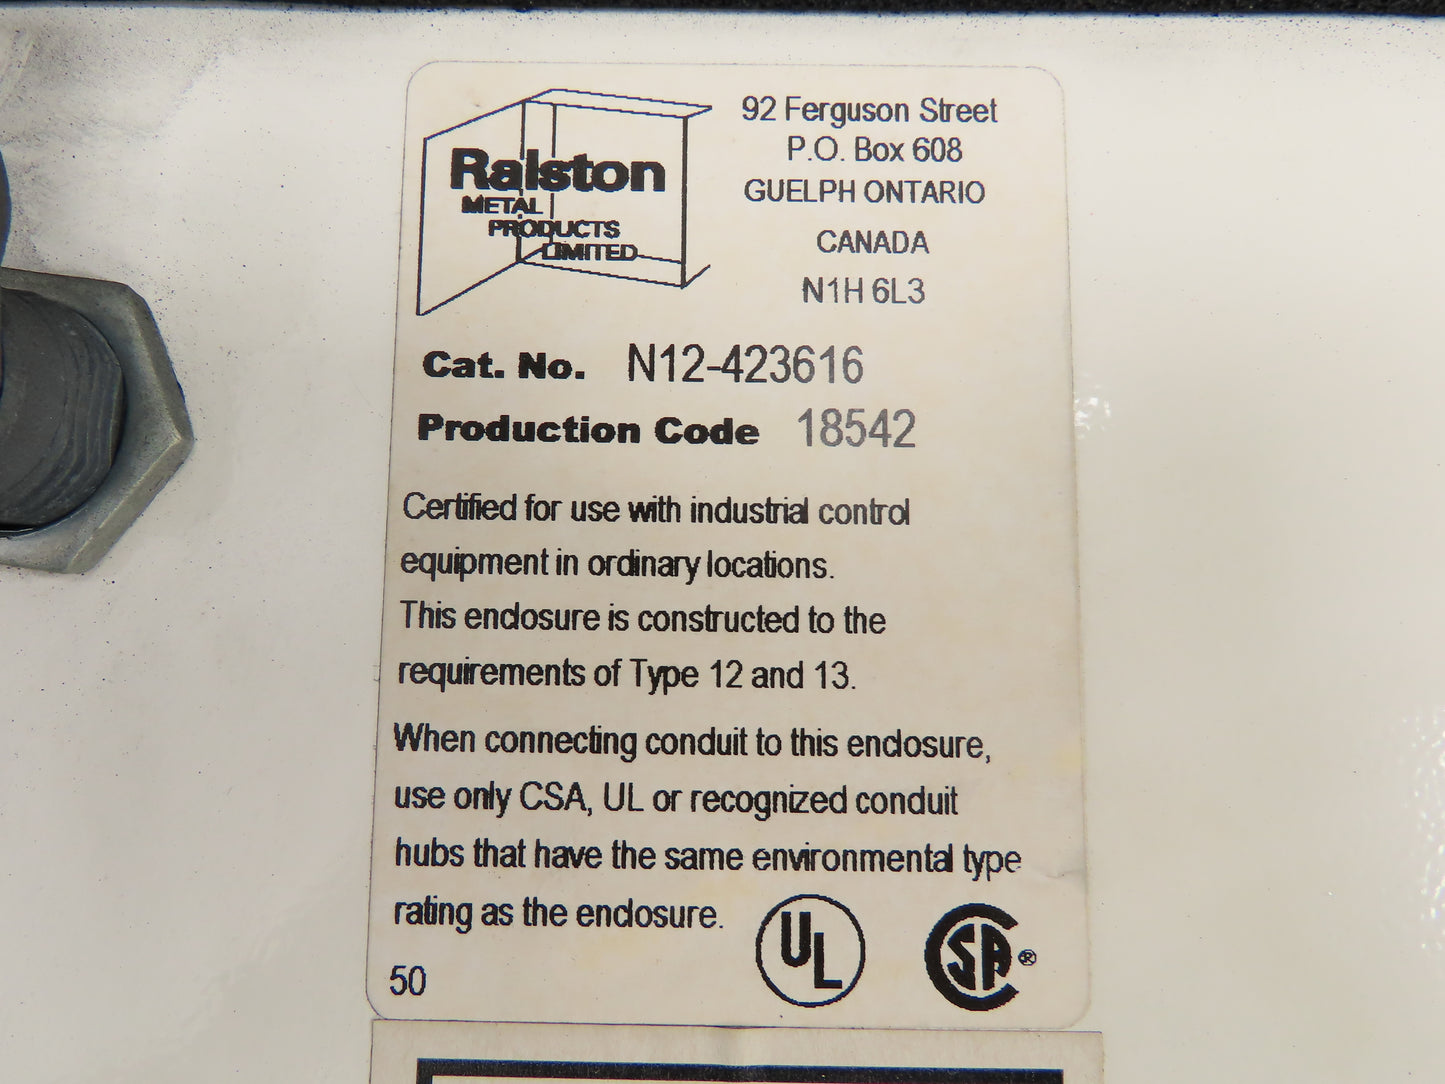 Ralston
METAL
PRODUCTS
LIMITED
92 Ferguson Street
P.O. Box 608
GUELPH ONTARIO
CANADA
N1H 6L3
Cat. No. N12-423616
Production Code 18542
Certified for use with industrial control
equipment in ordinary locations.
This enclosure is constructed to the
requirements of Type 12 and 13.
When connecting conduit to this enclosure,
use only CSA, UL or recognized conduit
hubs that have the same environmental type
rating as the enclosure.
50
UL
CSA ®